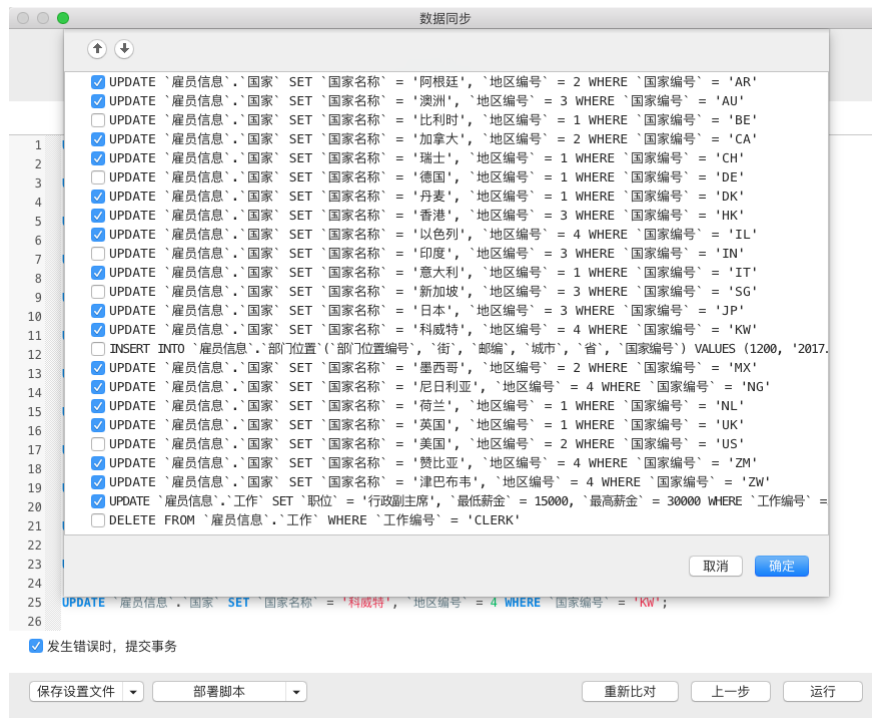 数据同步
UPDATE `雇员信息`.`国家` SET `国家名称` = '阿根廷', `地区编号` = 2 WHERE `国家编号` = 'AR'
UPDATE `雇员信息`.`国家` SET `国家名称` = '澳洲', `地区编号` = 3 WHERE `国家编号` = 'AU'
UPDATE `雇员信息`.`国家` SET `国家名称` = '比利时', `地区编号` = 1 WHERE `国家编号` = 'BE'
UPDATE `雇员信息`.`国家` SET `国家名称` = '加拿大', `地区编号` = 2 WHERE `国家编号` = 'CA'
UPDATE `雇员信息`.`国家` SET `国家名称` = '瑞士', `地区编号` = 1 WHERE `国家编号` = 'CH'
UPDATE `雇员信息`.`国家` SET `国家名称` = '德国', `地区编号` = 1 WHERE `国家编号` = 'DE'
UPDATE `雇员信息`.`国家` SET `国家名称` = '丹麦', `地区编号` = 1 WHERE `国家编号` = 'DK'
UPDATE `雇员信息`.`国家` SET `国家名称` = '香港', `地区编号` = 3 WHERE `国家编号` = 'HK'
UPDATE `雇员信息`.`国家` SET `国家名称` = '以色列', `地区编号` = 4 WHERE `国家编号` = 'IL'
UPDATE `雇员信息`.`国家` SET `国家名称` = '印度', `地区编号` = 3 WHERE `国家编号` = 'IN'
UPDATE `雇员信息`.`国家` SET `国家名称` = '意大利', `地区编号` = 1 WHERE `国家编号` = 'IT'
UPDATE `雇员信息`.`国家` SET `国家名称` = '新加坡', `地区编号` = 3 WHERE `国家编号` = 'SG'
UPDATE `雇员信息`.`国家` SET `国家名称` = '日本', `地区编号` = 3 WHERE `国家编号` = 'JP'
UPDATE `雇员信息`.`国家` SET `国家名称` = '科威特', `地区编号` = 4 WHERE `国家编号` = 'KW'
INSERT INTO `雇员信息`.`部门位置`(`部门位置编号`, `街`, `邮编`, `城市`, `省`, `国家编号`) VALUES (1200, '2017.
UPDATE `雇员信息`.`国家` SET `国家名称` = '墨西哥', `地区编号` = 2 WHERE `国家编号` = 'MX'
UPDATE `雇员信息`.`国家` SET `国家名称` = '尼日利亚', `地区编号` = 4 WHERE `国家编号` = 'NG'
UPDATE `雇员信息`.`国家` SET `国家名称` = '荷兰', `地区编号` = 1 WHERE `国家编号` = 'NL'
UPDATE `雇员信息`.`国家` SET `国家名称` = '英国', `地区编号` = 1 WHERE `国家编号` = 'UK'
UPDATE `雇员信息`.`国家` SET `国家名称` = '美国', `地区编号` = 2 WHERE `国家编号` = 'US'
UPDATE `雇员信息`.`国家` SET `国家名称` = '赞比亚', `地区编号` = 4 WHERE `国家编号` = 'ZM'
UPDATE `雇员信息`.`国家` SET `国家名称` = '津巴布韦', `地区编号` = 4 WHERE `国家编号` = 'ZW'
UPDATE `雇员信息`.`工作` SET `职位` = '行政副主席', `最低薪金` = 15000, `最高薪金` = 30000 WHERE `工作编号` =
DELETE FROM `雇员信息`.`工作` WHERE `工作编号` = 'CLERK'
取消 确定
1
2
3
4
5
6
7
8
9
10
11
12
13
14
15
16
17
18
19
20
21
22
23
24
25 UPDATE `雇员信息`.`国家` SET `国家名称` = '科威特', `地区编号` = 4 WHERE `国家编号` = 'KW';
26
发生错误时，提交事务
保存设置文件 部署脚本 重新比对 上一步 运行